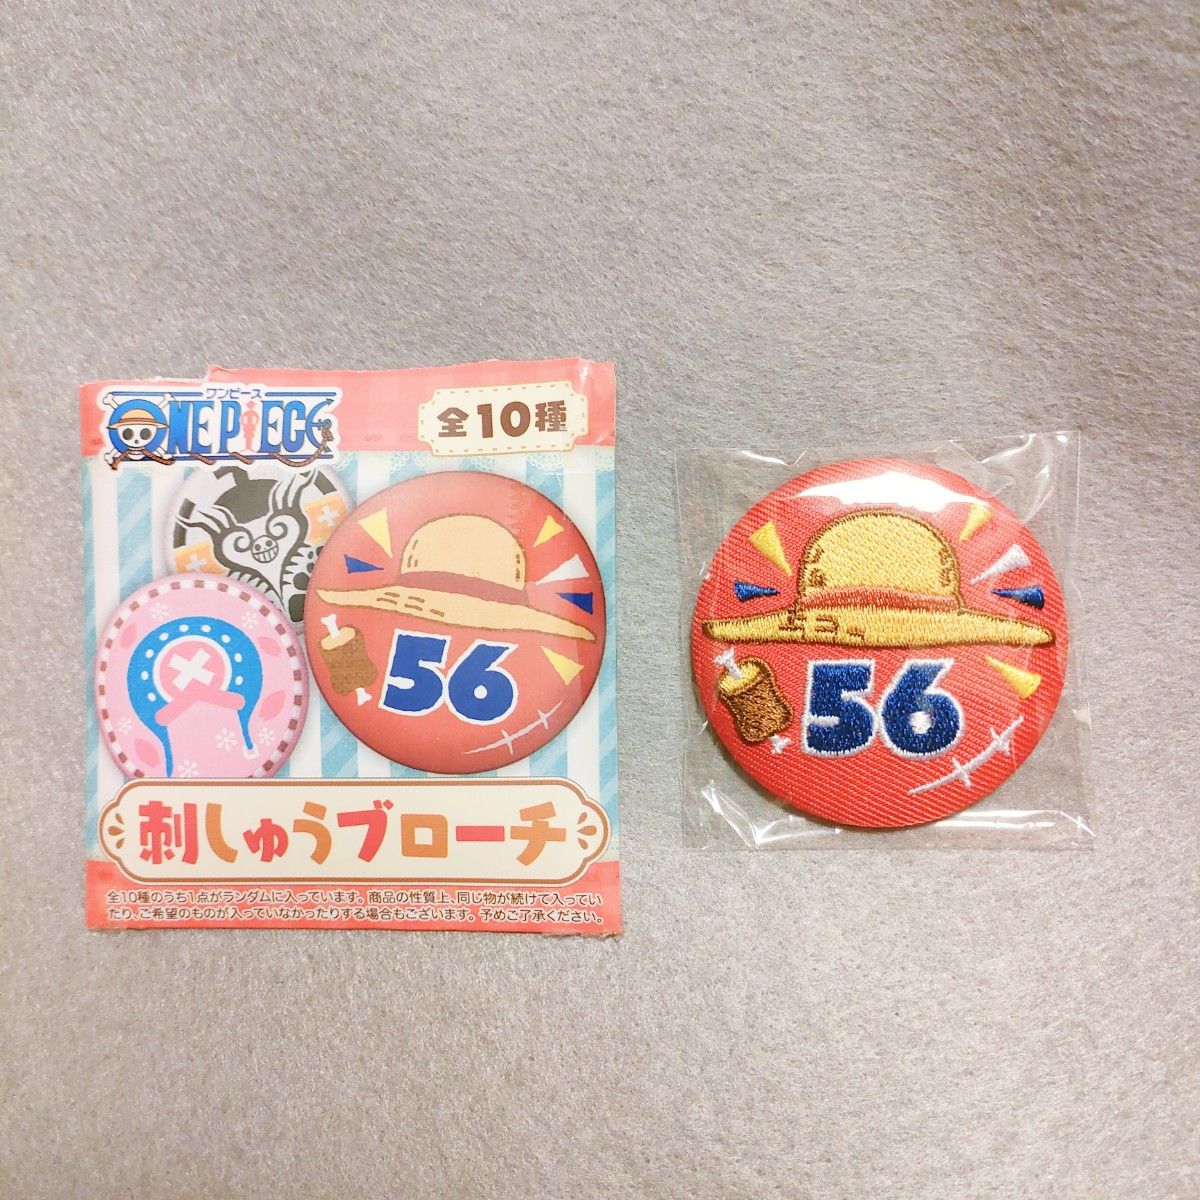 ワンピース
ONE PIECE
全10種
56
刺しゅうブローチ
全10種のうち1点がランダムに入っています。商品の性質上、同じ物が続けて入ってい
たり、ご希望のものが入っていなかったりする場合もございます。予めご了承ください。
56